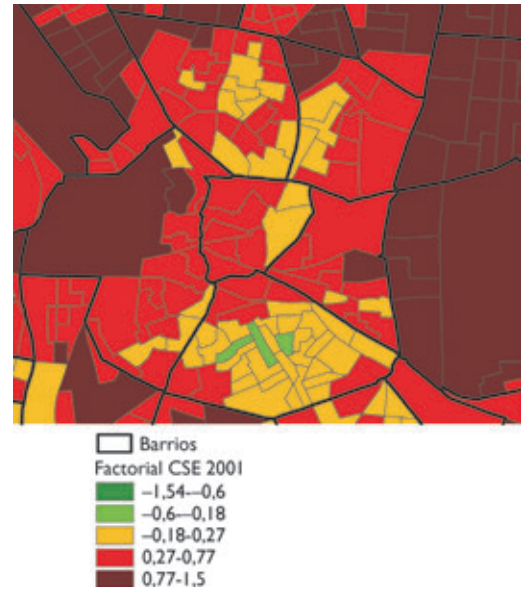 Barrios
Factorial CSE 2001
–1,54-–0,6
–0,6-–0,18
–0,18-0,27
0,27-0,77
0,77-1,5